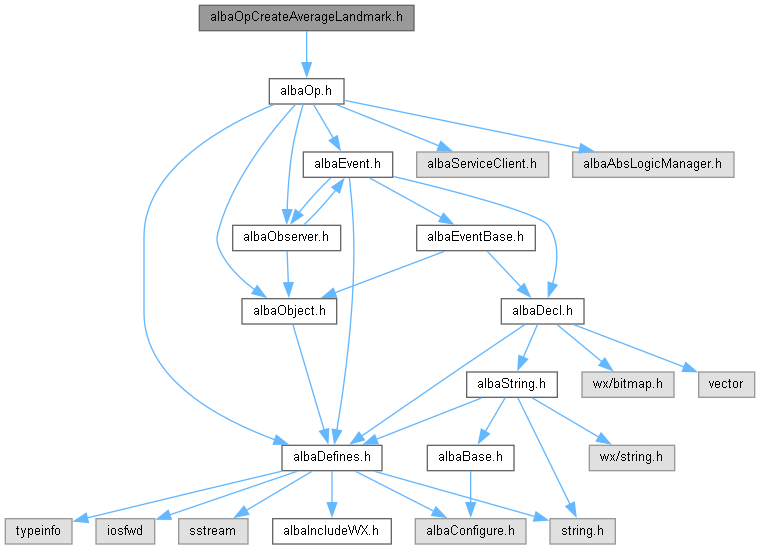 albaOpCreateAverageLandmark.h
albaOp.h
albaEvent.h
albaServiceClient.h
albaAbsLogicManager.h
albaObserver.h
albaEventBase.h
albaObject.h
albaDecl.h
albaString.h
wx/bitmap.h
vector
albaDefines.h
albaBase.h
wx/string.h
typeinfo
iosfwd
sstream
albaIncludeWX.h
albaConfigure.h
string.h